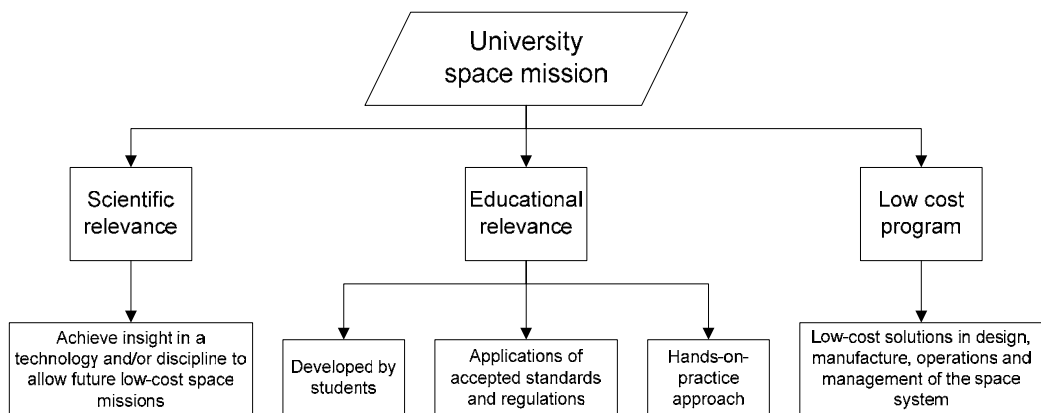 University
space mission
Scientific
relevance
Educational
relevance
Low cost
program
Achieve insight in a
technology and/or discipline to
allow future low-cost space
missions
Developed by
students
Applications of
accepted standards
and regulations
Hands-on-
practice
approach
Low-cost solutions in design,
manufacture, operations and
management of the space
system